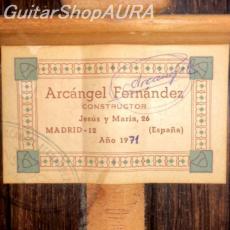 GuitarShopAURA
Arcángel Fernández
CONSTRUCTOR
Jesús y María, 26
MADRID-12 (España)
Año 1971